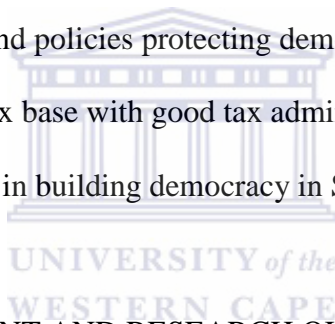 nd policies protecting dem
x base with good tax admi
in building democracy in S
UNIVERSITY of the
WESTERN CAPE
NT AND RESEARCH